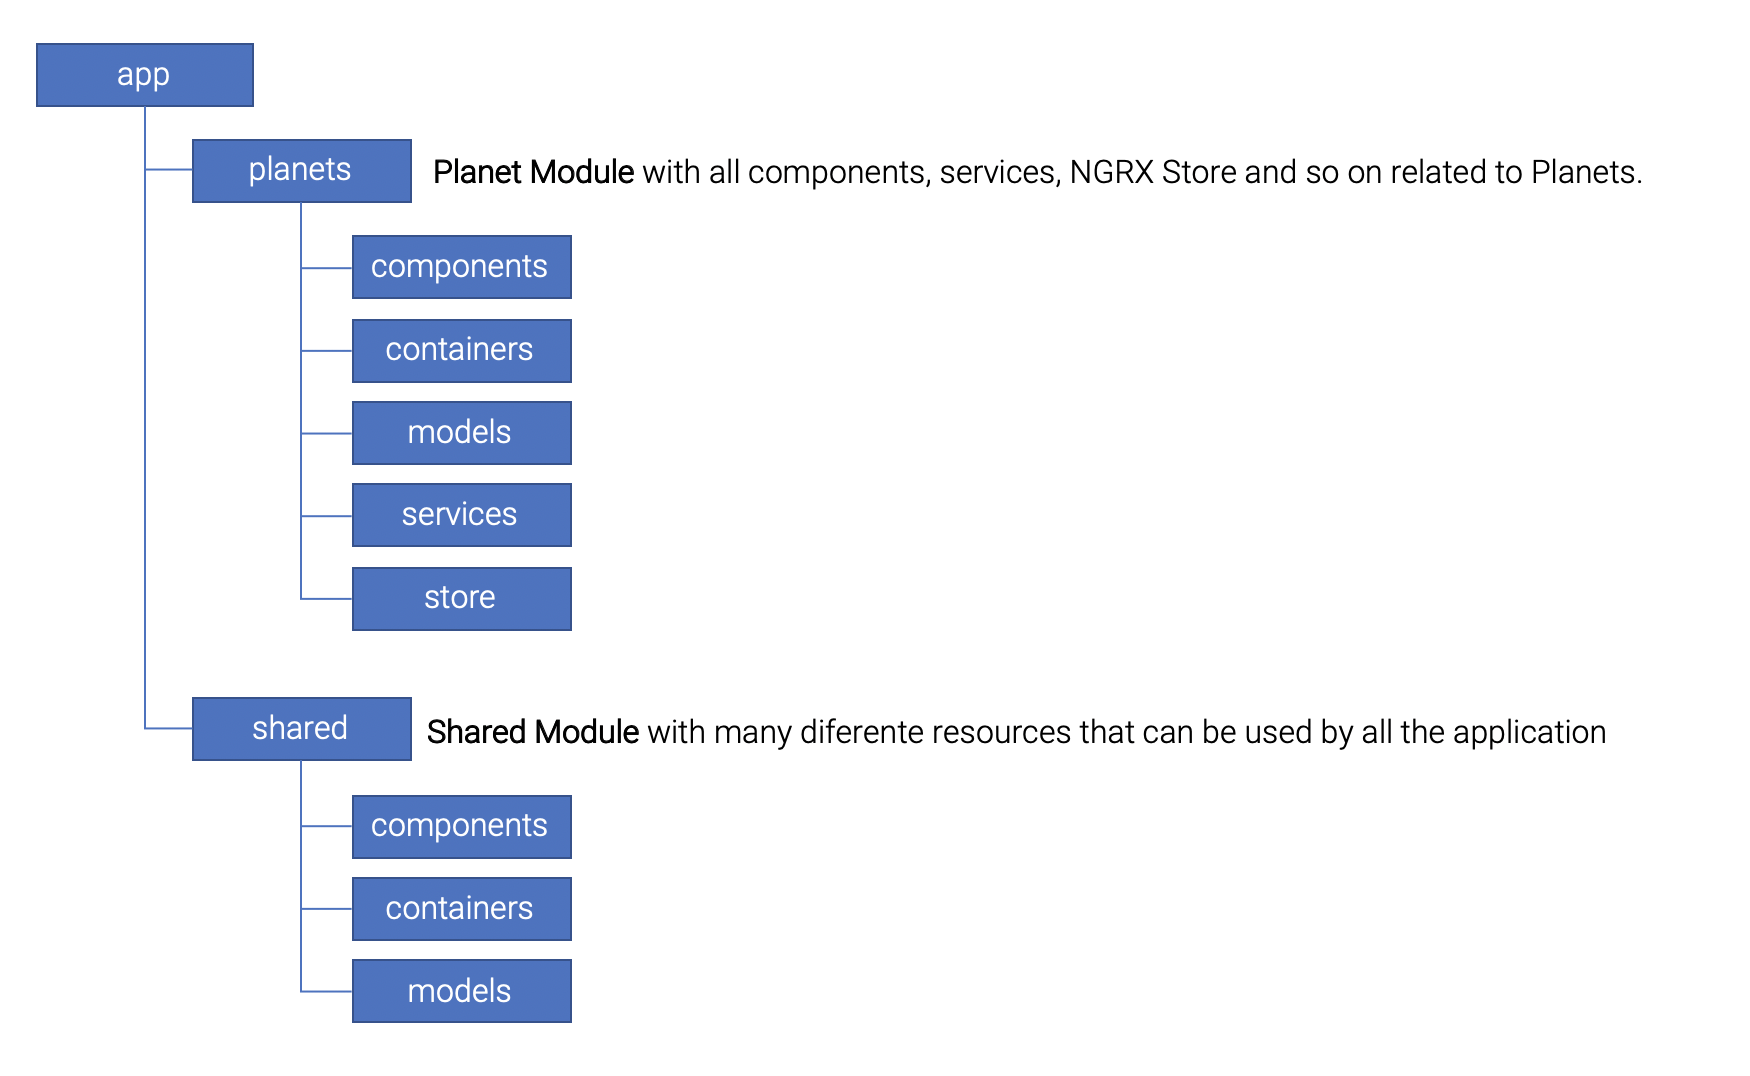 app
planets
Planet Module with all components, services, NGRX Store and so on related to Planets.
components
containers
models
services
store
shared
Shared Module with many diferente resources that can be used by all the application
components
containers
models